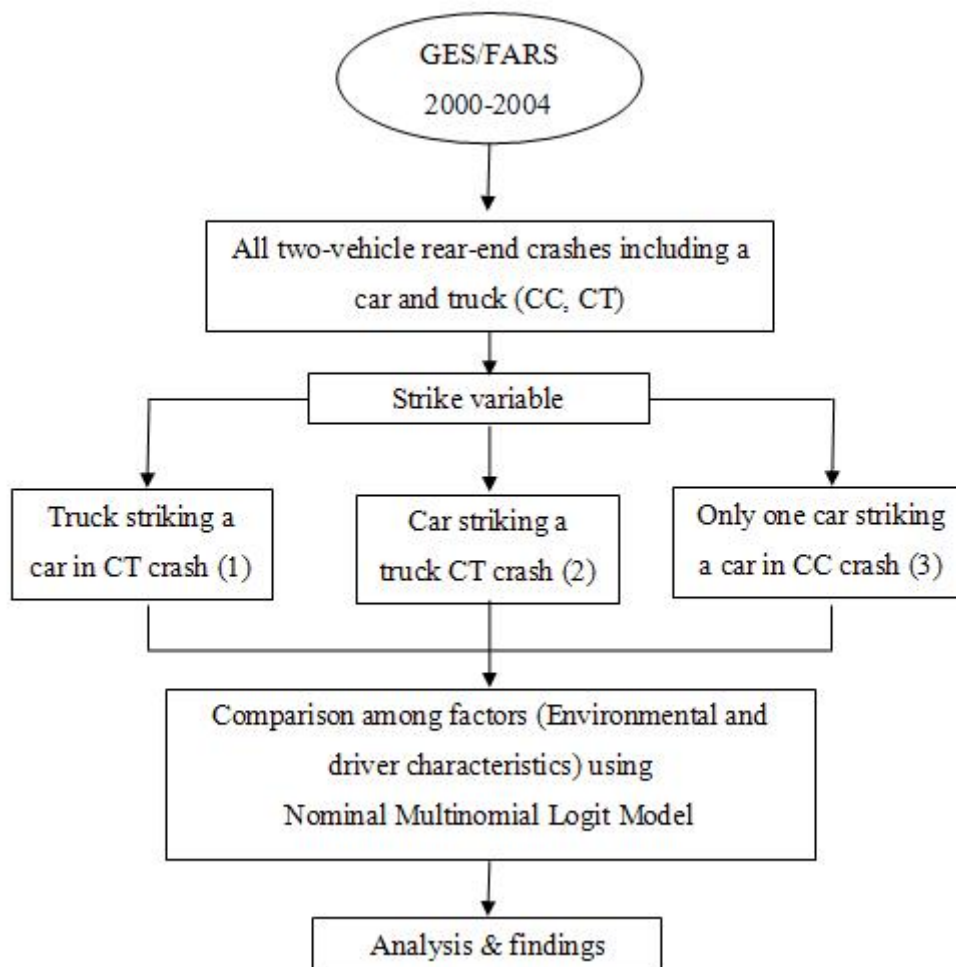 GES/FARS
2000-2004
All two-vehicle rear-end crashes including a
car and truck (CC, CT)
Strike variable
Truck striking a
car in CT crash (1)
Car striking a
truck CT crash (2)
Only one car striking
a car in CC crash (3)
Comparison among factors (Environmental and
driver characteristics) using
Nominal Multinomial Logit Model
Analysis & findings